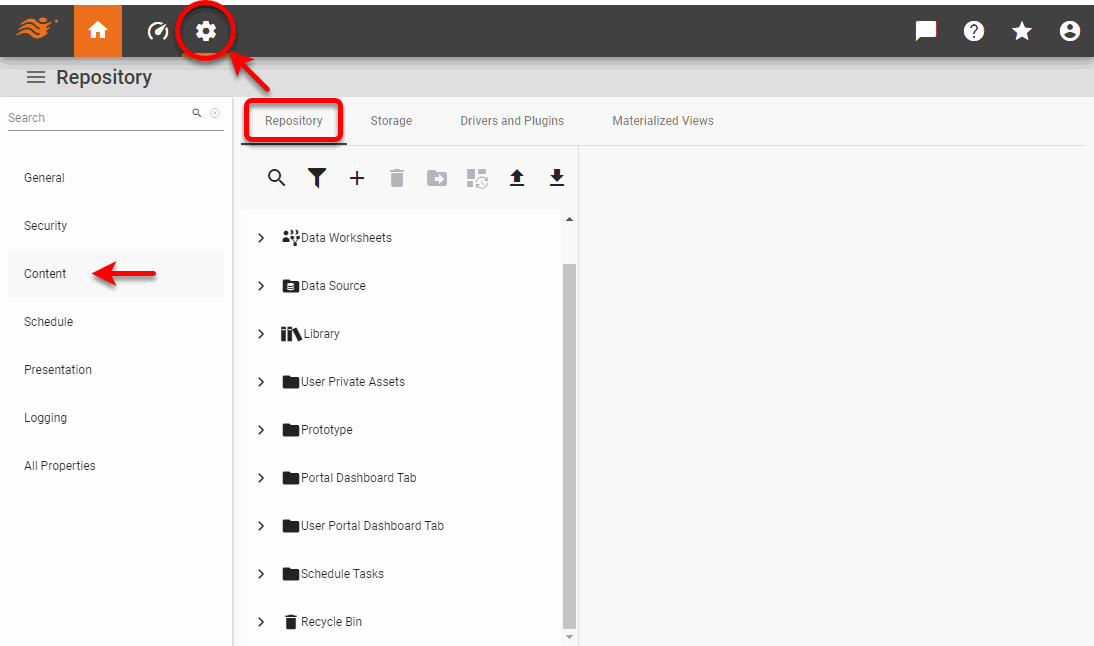 Repository
Search
General
Security
Content
Schedule
Presentation
Logging
All Properties
Repository Storage Drivers and Plugins Materialized Views
Data Worksheets
Data Source
Library
User Private Assets
Prototype
Portal Dashboard Tab
User Portal Dashboard Tab
Schedule Tasks
Recycle Bin